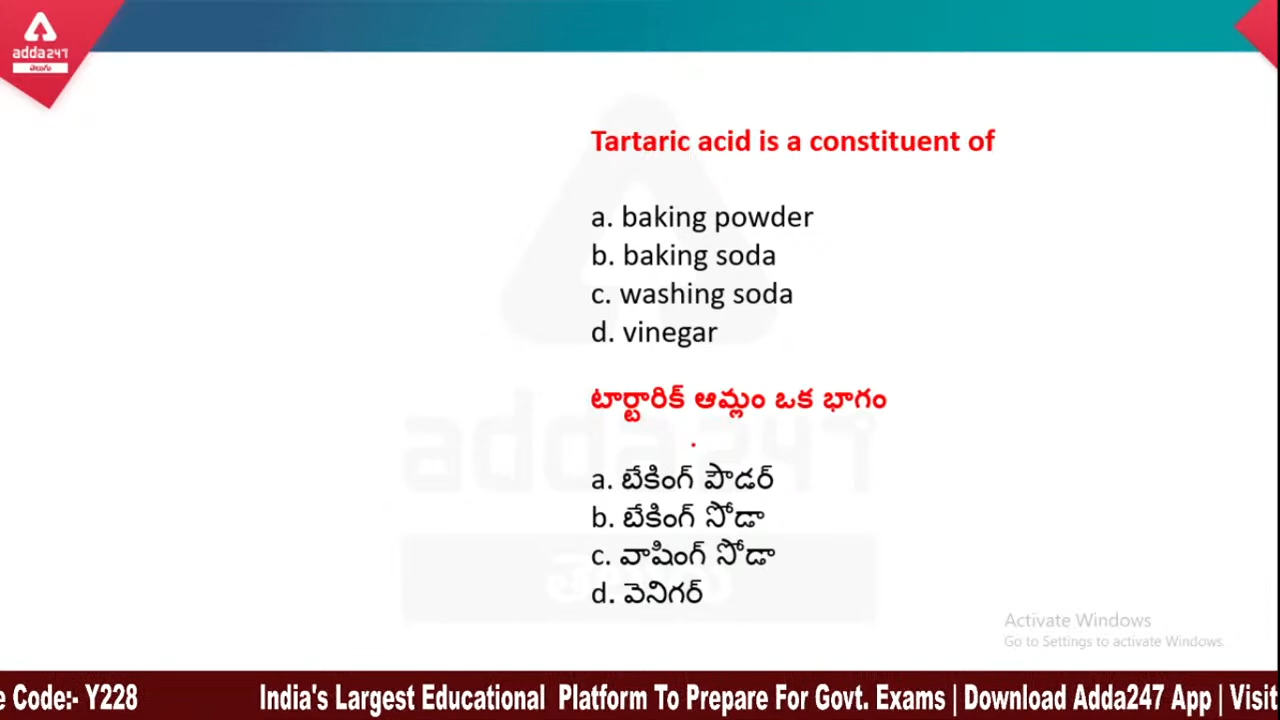 adda247
తెలుగు
Tartaric acid is a constituent of
a. baking powder
b. baking soda
c. washing soda
d. vinegar
టార్టారిక్ ఆమ్లం ఒక భాగం
a. బేకింగ్ పౌడర్
b. బేకింగ్ సోడా
c. వాషింగ్ సోడా
d. వెనిగర్
adda247
తెలుగు
Activate Windows
Go to Settings to activate Windows.
e Code:- Y228 India's Largest Educational Platform To Prepare For Govt. Exams | Download Adda247 App | Visit